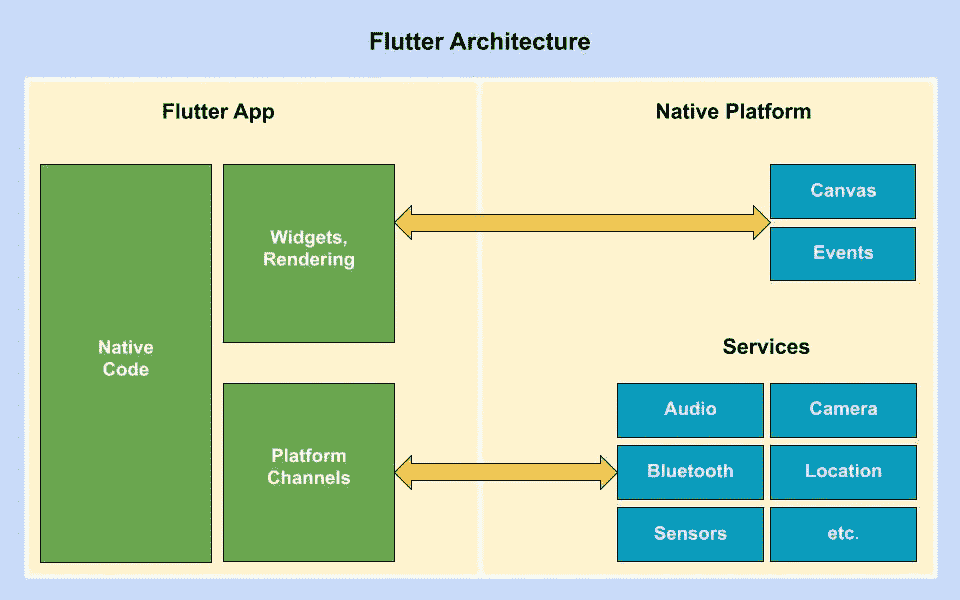 Flutter Architecture
Flutter App
Native Platform
Native
Code
Widgets,
Rendering
Platform
Channels
Canvas
Events
Services
Audio
Camera
Bluetooth
Location
Sensors
etc.